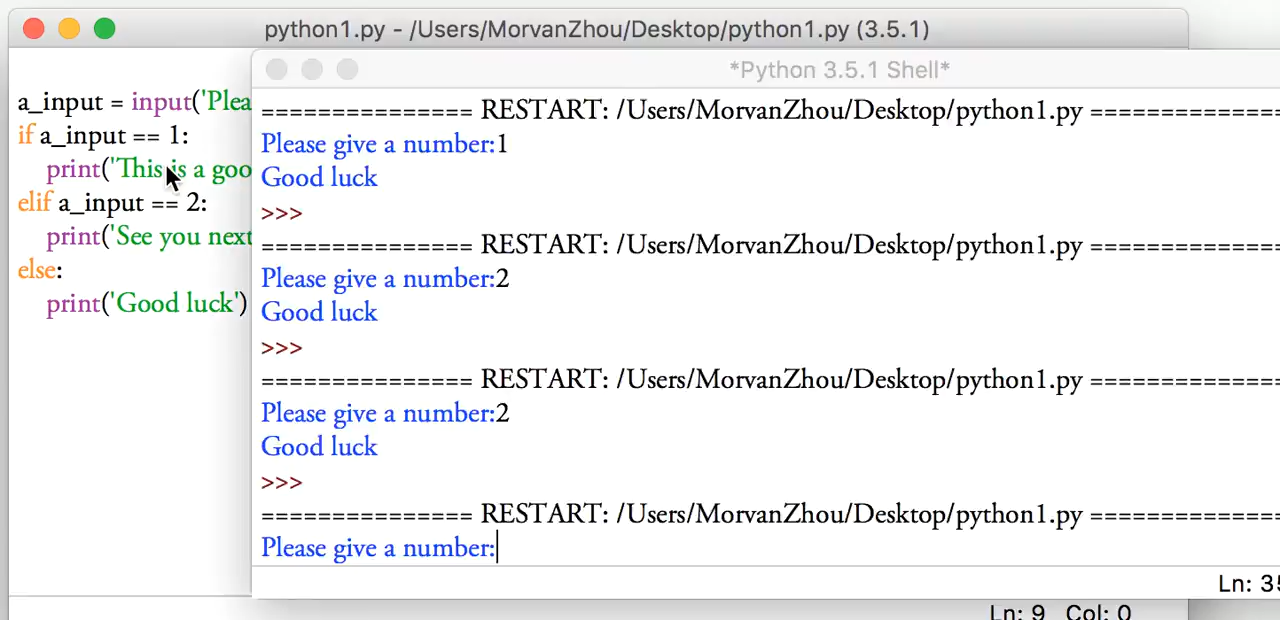 python1.py - /Users/MorvanZhou/Desktop/python1.py (3.5.1)
a_input = input('Plea
if a_input == 1:
print('This is a goo
elif a_input == 2:
print('See you next
else:
print('Good luck')
*Python 3.5.1 Shell*
=============== RESTART: /Users/MorvanZhou/Desktop/python1.py ==============
Please give a number:1
Good luck
>>>
=============== RESTART: /Users/MorvanZhou/Desktop/python1.py ==============
Please give a number:2
Good luck
>>>
=============== RESTART: /Users/MorvanZhou/Desktop/python1.py ==============
Please give a number:2
Good luck
>>>
=============== RESTART: /Users/MorvanZhou/Desktop/python1.py ==============
Please give a number:
Ln: 35
Ln: 9 Col: 0